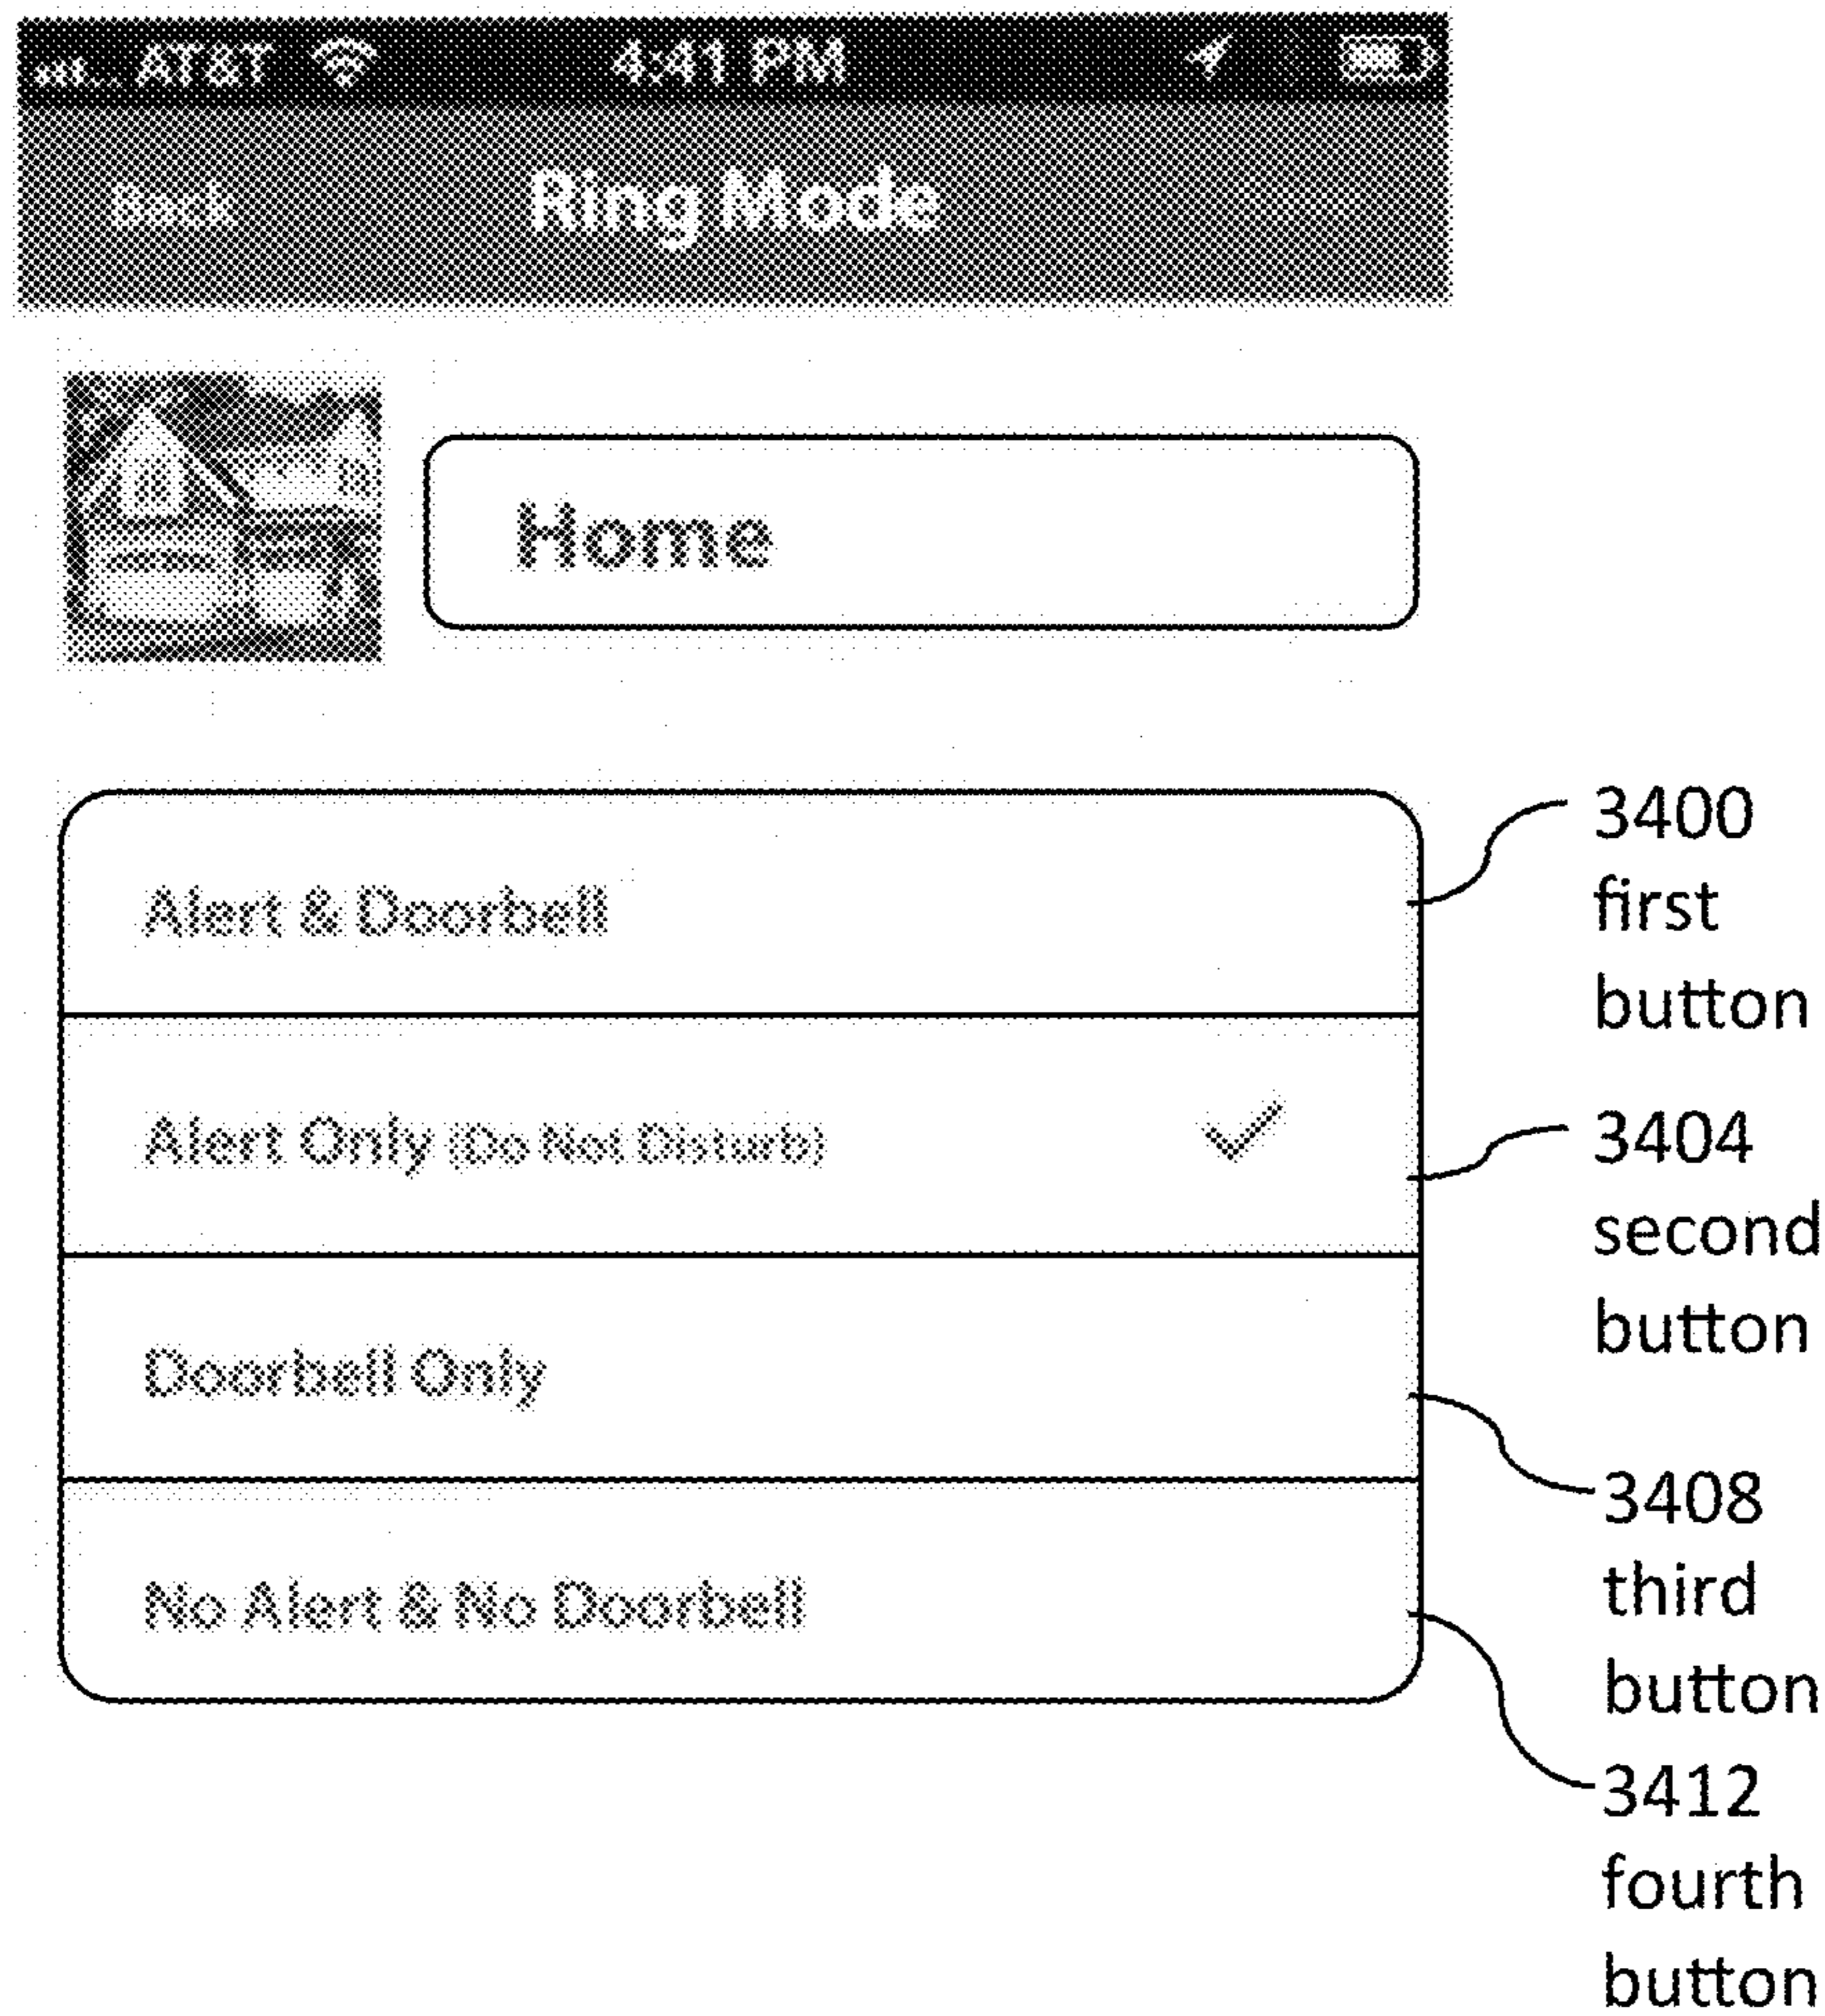 AT&T 4:41 PM
Back Ring Mode
Home
Alert & Doorbell
3400
first
button
Alert Only (Do Not Disturb)
3404
second
button
Doorbell Only
3408
third
button
No Alert & No Doorbell
3412
fourth
button